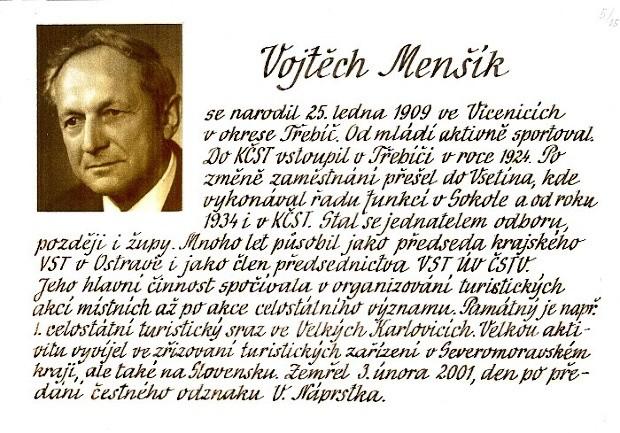 5/15
Vojtěch Menšík
se narodil 25. ledna 1909 ve Vícenicích
v okrese Třebíč. Od mládí aktivně sportoval.
Do KČST vstoupil v Třebíči v roce 1924. Po
změně zaměstnání přešel do Vsetína, kde
vykonával řadu funkcí v Sokole a od roku
1934 i v KČST. Stal se jednatelem odboru,
později i župy. Mnoho let působil jako předseda krajského
VST v Ostravě i jako člen předsednictva VST ÚV ČSTV.
Jeho hlavní činnost spočívala v organizování turistických
akcí místních až po akce celostátního významu. Památný je např.
1. celostátní turistický sraz ve Velkých Karlovicích. Velkou akti-
vitu vyvíjel ve zřizování turistických zařízení v Severomoravském
kraji, ale také na Slovensku. Zemřel 3. února 2001, den po pře-
dání čestného odznaku V. Náprstka.